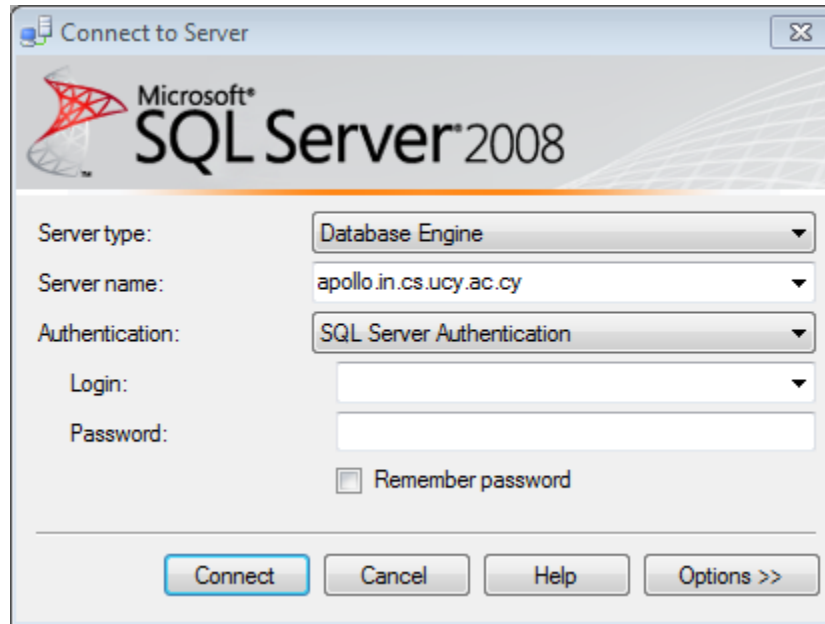 Connect to Server
Microsoft®
SQL Server® 2008
Server type: Database Engine
Server name: apollo.in.cs.ucy.ac.cy
Authentication: SQL Server Authentication
Login:
Password:
Remember password
Connect Cancel Help Options >>